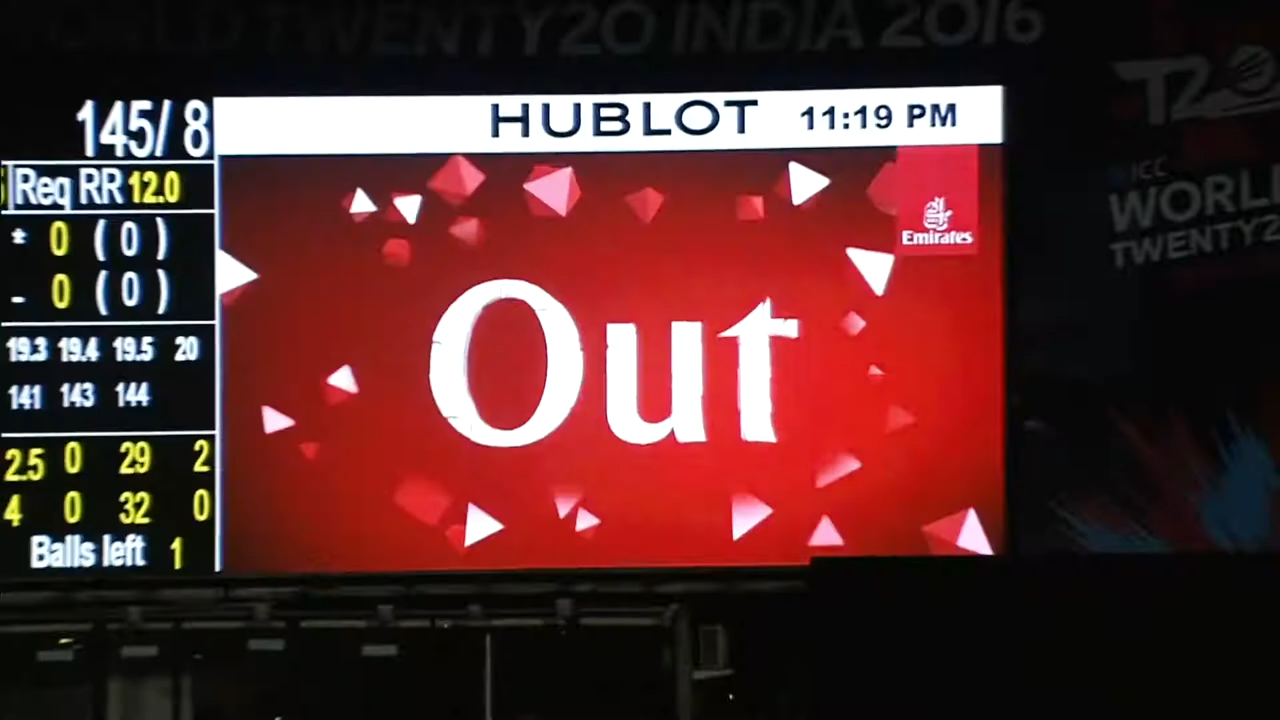 WORLD TWENTY20 INDIA 2016
145/ 8
HUBLOT 11:19 PM
Req RR 12.0
* 0 ( 0 )
- 0 ( 0 )
19.3 19.4 19.5 20
141 143 144
2.5 0 29 2
4 0 32 0
Balls left 1
Emirates
Out
T20
ICC
WORL
TWENTY2